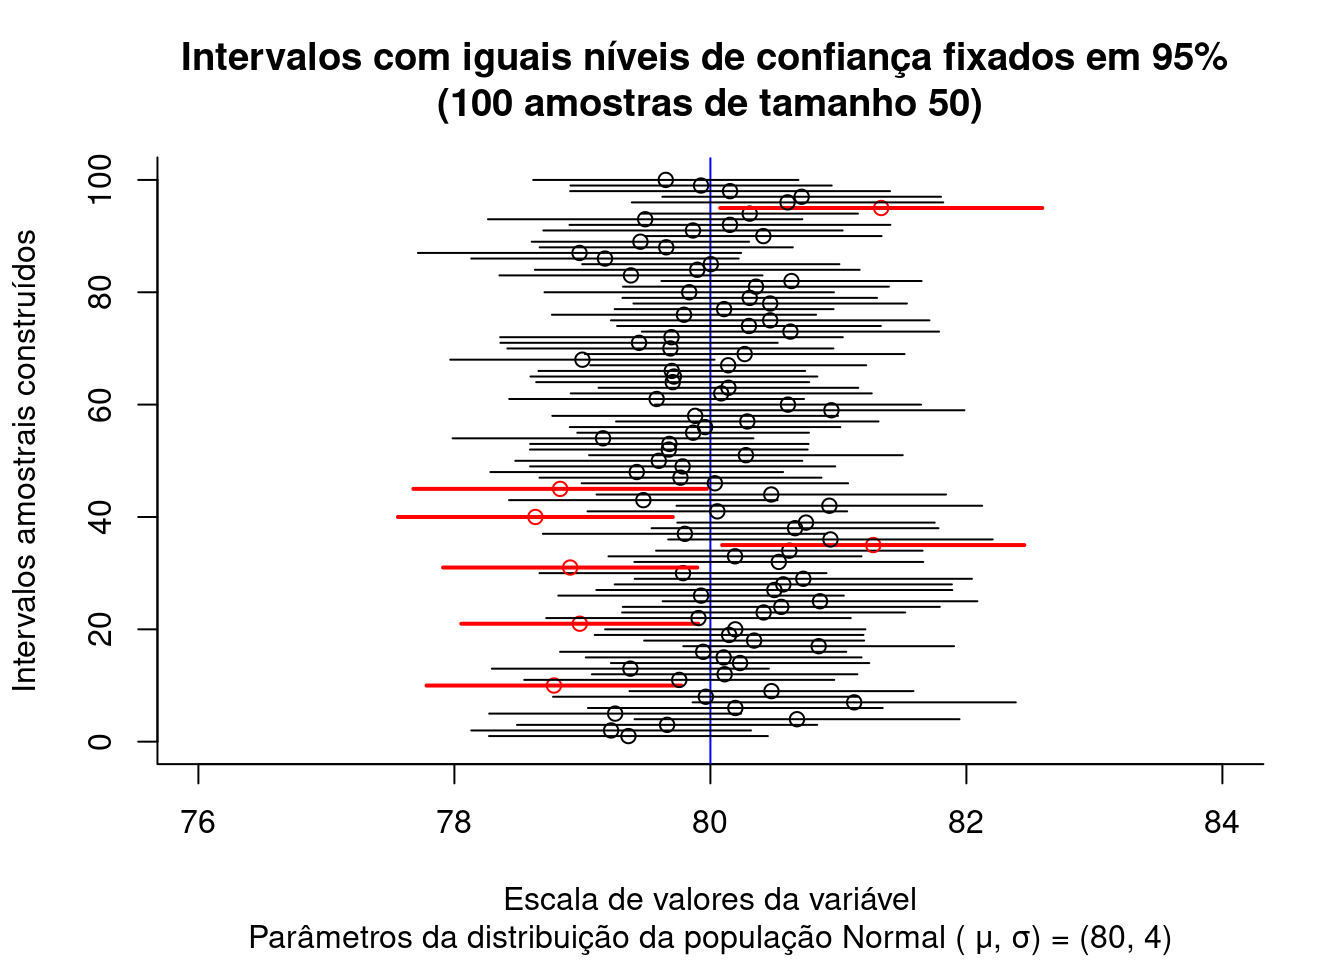 Intervalos com iguais níveis de confiança fixados em 95%
(100 amostras de tamanho 50)
Intervalos amostrais construídos
100
80
60
40
20
0
76 78 80 82 84
Escala de valores da variável
Parâmetros da distribuição da população Normal ( μ, σ) = (80, 4)